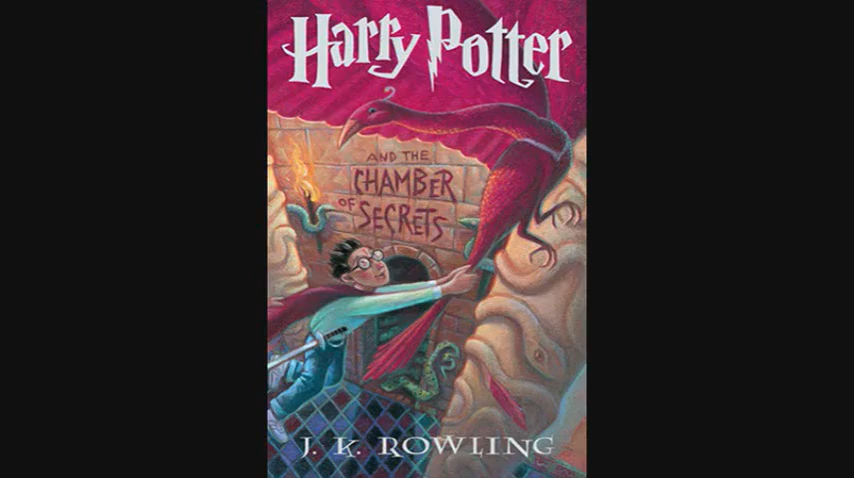 Harry Potter
AND THE
CHAMBER
OF SECRETS
J. K. ROWLING